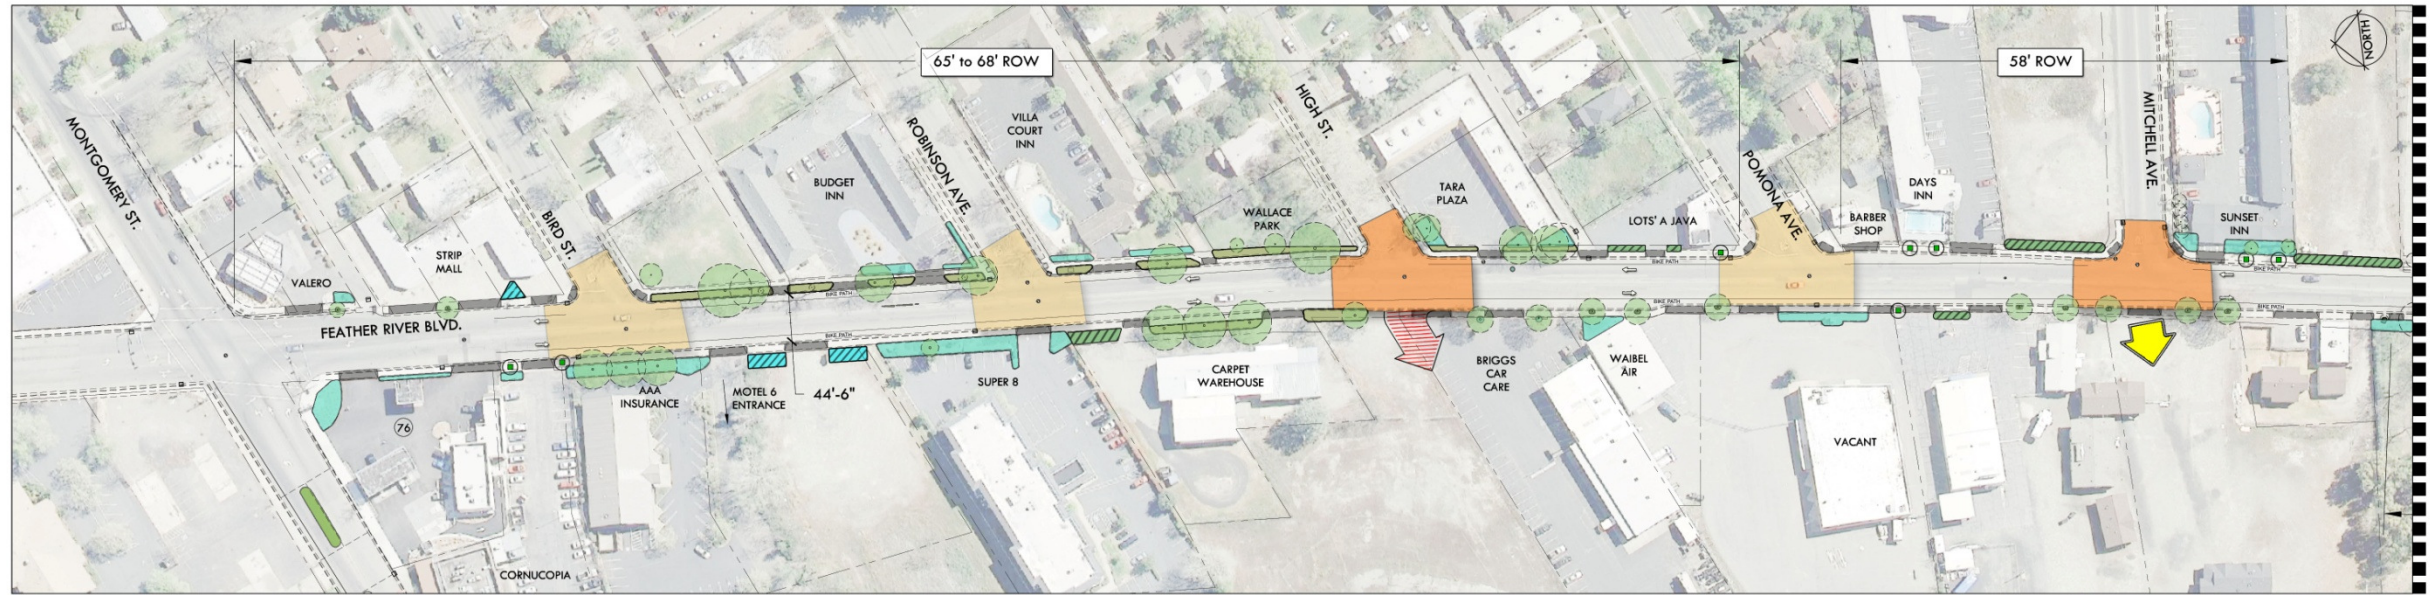 65' to 68' ROW
58' ROW
NORTH
MONTGOMERY ST.
BIRD ST.
ROBINSON AVE.
HIGH ST.
POMONA AVE.
MITCHELL AVE.
VILLA
COURT
INN
BUDGET
INN
TARA
PLAZA
DAYS
INN
WALLACE
PARK
LOTS' A JAVA
BARBER
SHOP
SUNSET
INN
STRIP
MALL
VALERO
BIKE PATH
BIKE PATH
BIKE PATH
BIKE PATH
FEATHER RIVER BLVD.
BIKE PATH
BIKE PATH
AAA
INSURANCE
MOTEL 6
ENTRANCE
44'-6"
SUPER 8
CARPET
WAREHOUSE
BRIGGS
CAR
CARE
WAIBEL
AIR
76
VACANT
CORNUCOPIA